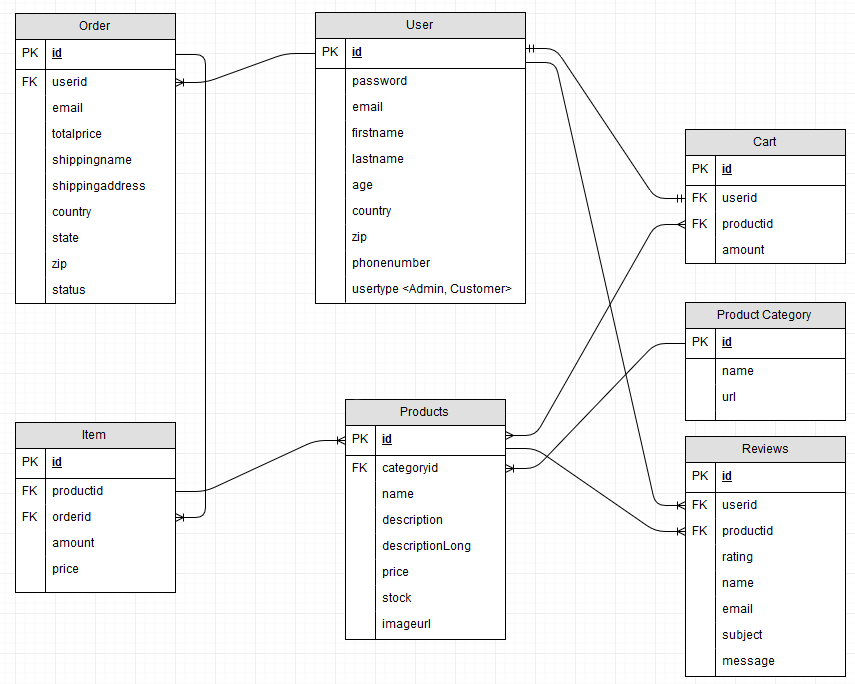 Order
PK id
FK userid
email
totalprice
shippingname
shippingaddress
country
state
zip
status
User
PK id
password
email
firstname
lastname
age
country
zip
phonenumber
usertype <Admin, Customer>
Cart
PK id
FK userid
FK productid
amount
Product Category
PK id
name
url
Item
PK id
FK productid
FK orderid
amount
price
Products
PK id
FK categoryid
name
description
descriptionLong
price
stock
imageurl
Reviews
PK id
FK userid
FK productid
rating
name
email
subject
message